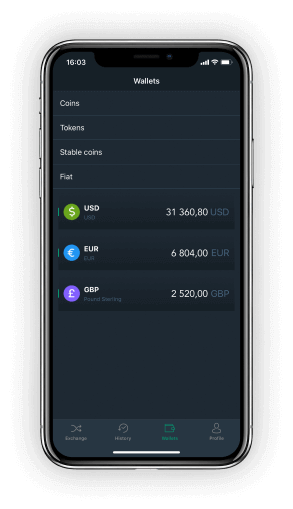 16:03
Wallets
Coins
Tokens
Stable coins
Fiat
USD
USD
31 360,80 USD
EUR
EUR
6 804,00 EUR
GBP
Pound Sterling
2 520,00 GBP
Exchange
History
Wallets
Profile